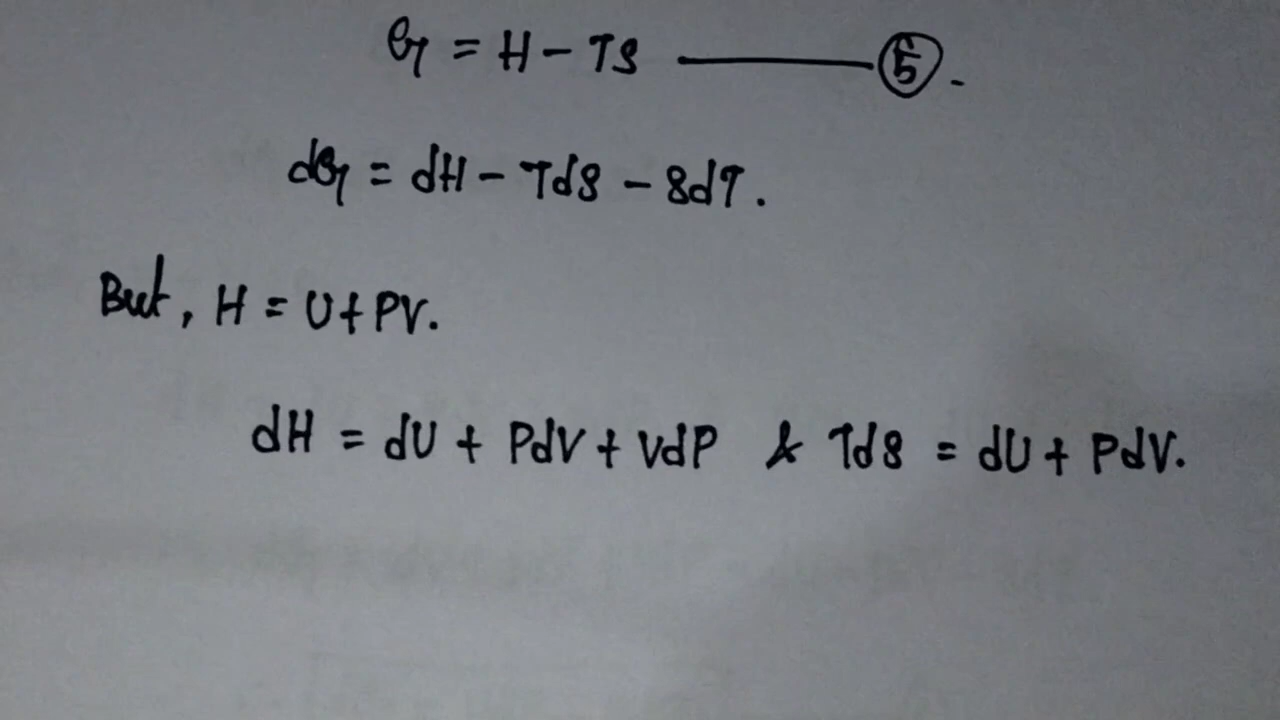 G = H - TS ——— ⑤.
dG = dH - TdS - SdT.
But, H = U + PV.
dH = dU + PdV + VdP & TdS = dU + PdV.